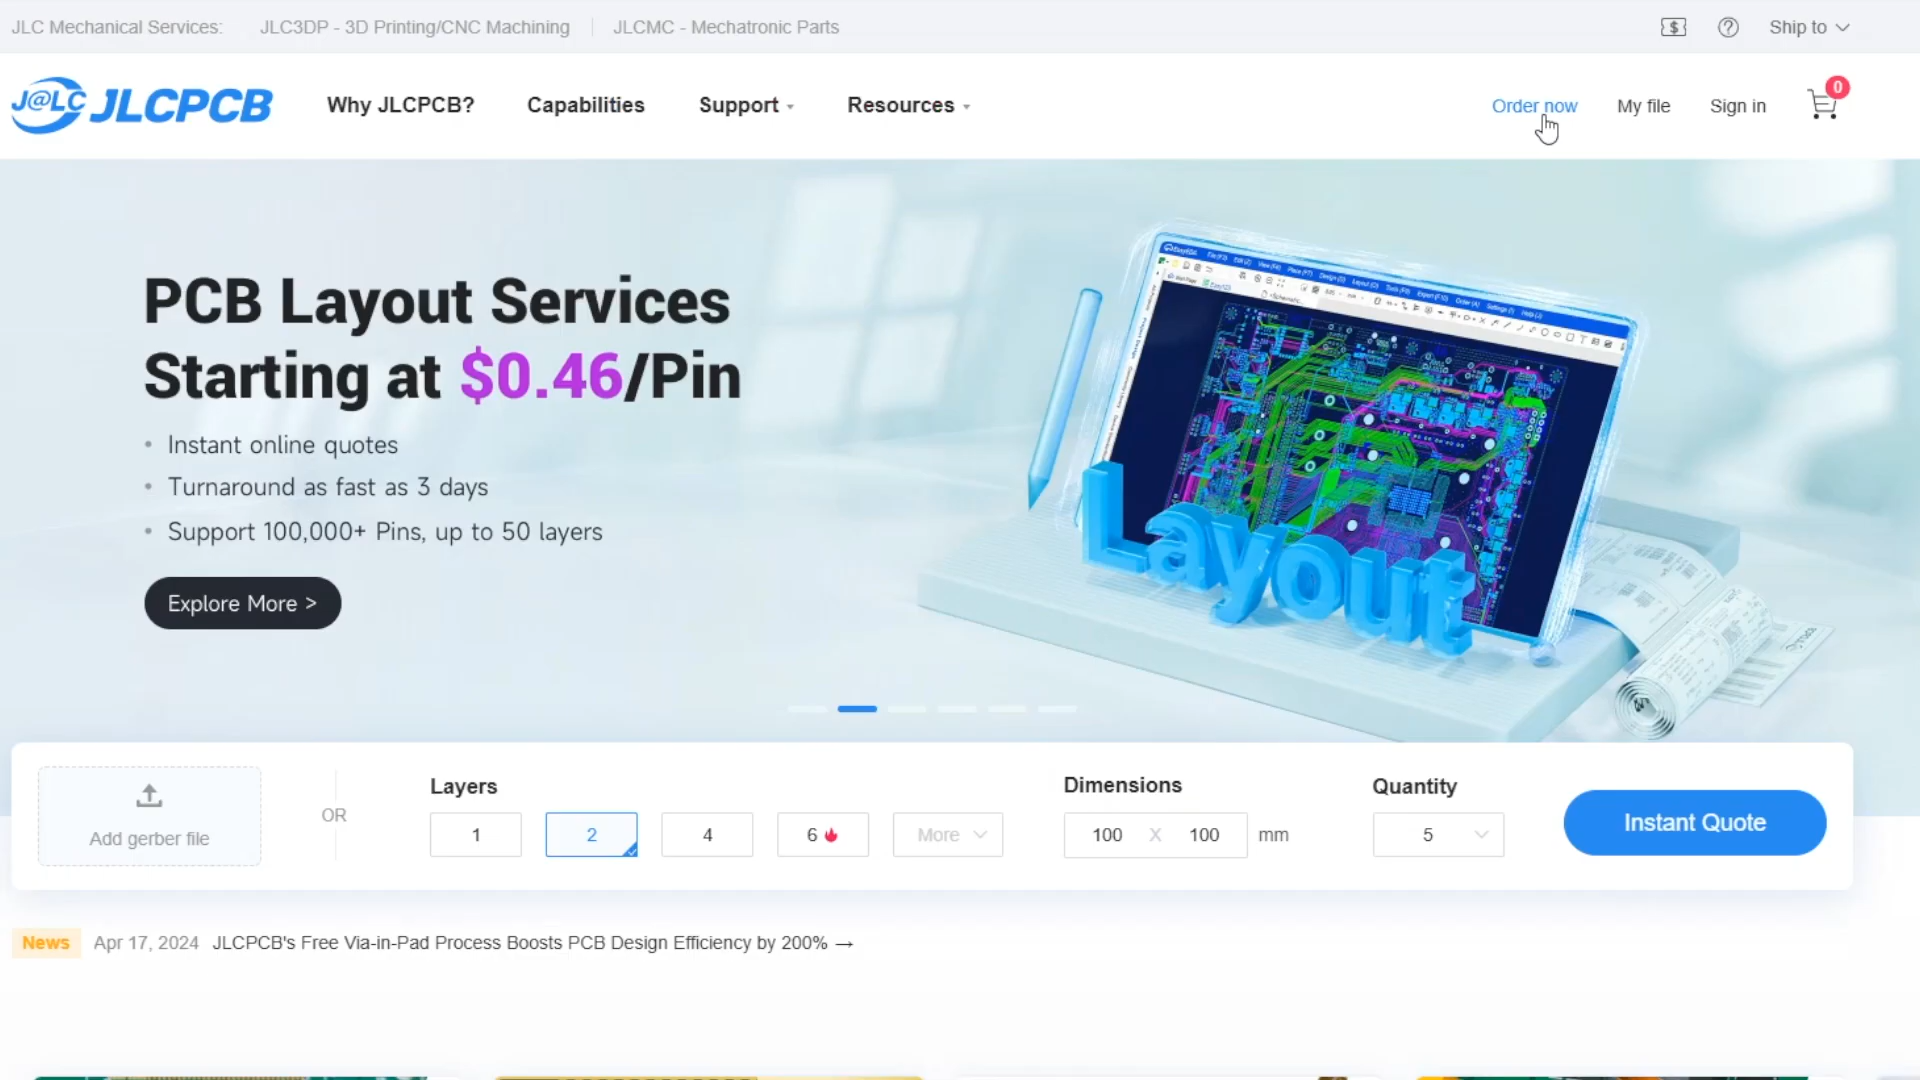 JLC Mechanical Services: JLC3DP - 3D Printing/CNC Machining JLCMC - Mechatronic Parts Ship to
J@LC JLCPCB Why JLCPCB? Capabilities Support Resources Order now My file Sign in 0
PCB Layout Services
Starting at $0.46/Pin
• Instant online quotes
• Turnaround as fast as 3 days
• Support 100,000+ Pins, up to 50 layers
Explore More >
Layout
Add gerber file
OR
Layers
1 2 4 6 More
Dimensions
100 X 100 mm
Quantity
5
Instant Quote
News Apr 17, 2024 JLCPCB's Free Via-in-Pad Process Boosts PCB Design Efficiency by 200% →